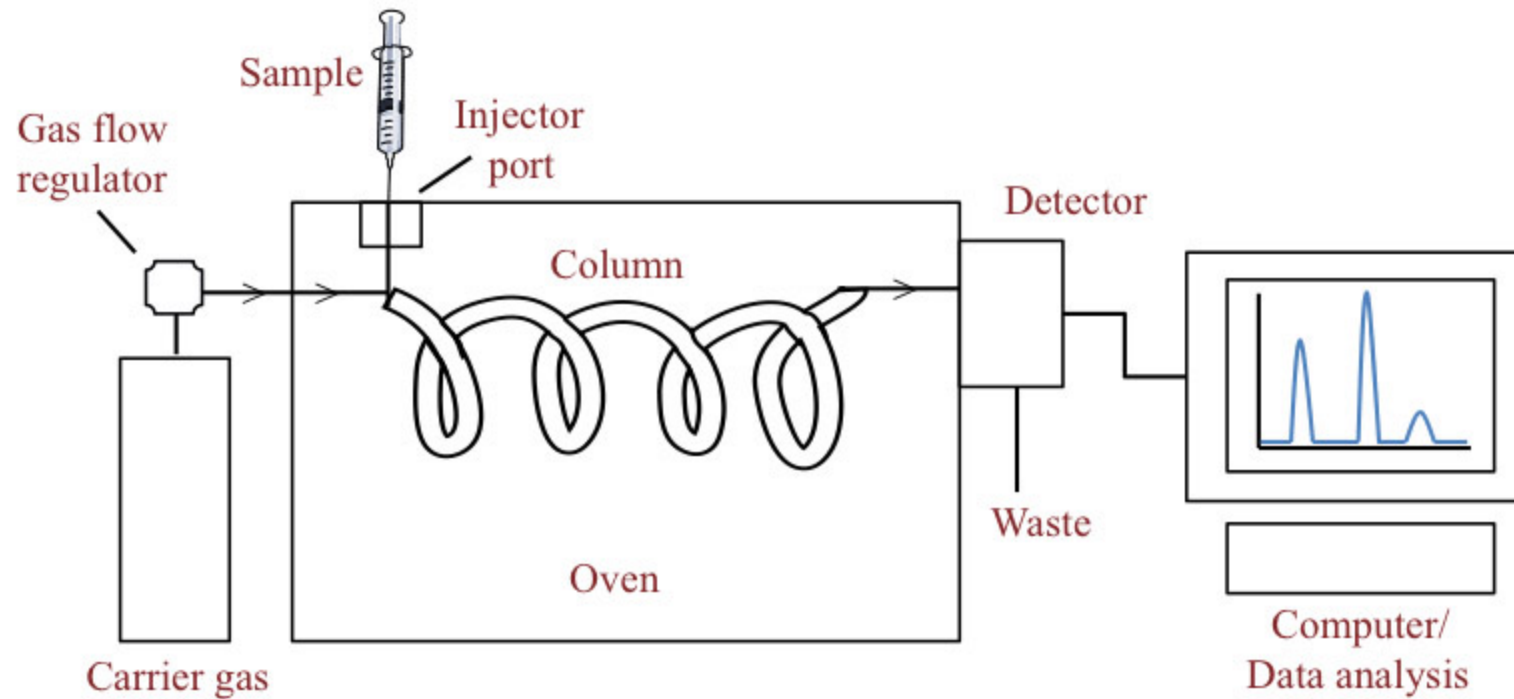 Sample
Gas flow
regulator
Injector
port
Detector
Column
Waste
Oven
Carrier gas
Computer/
Data analysis